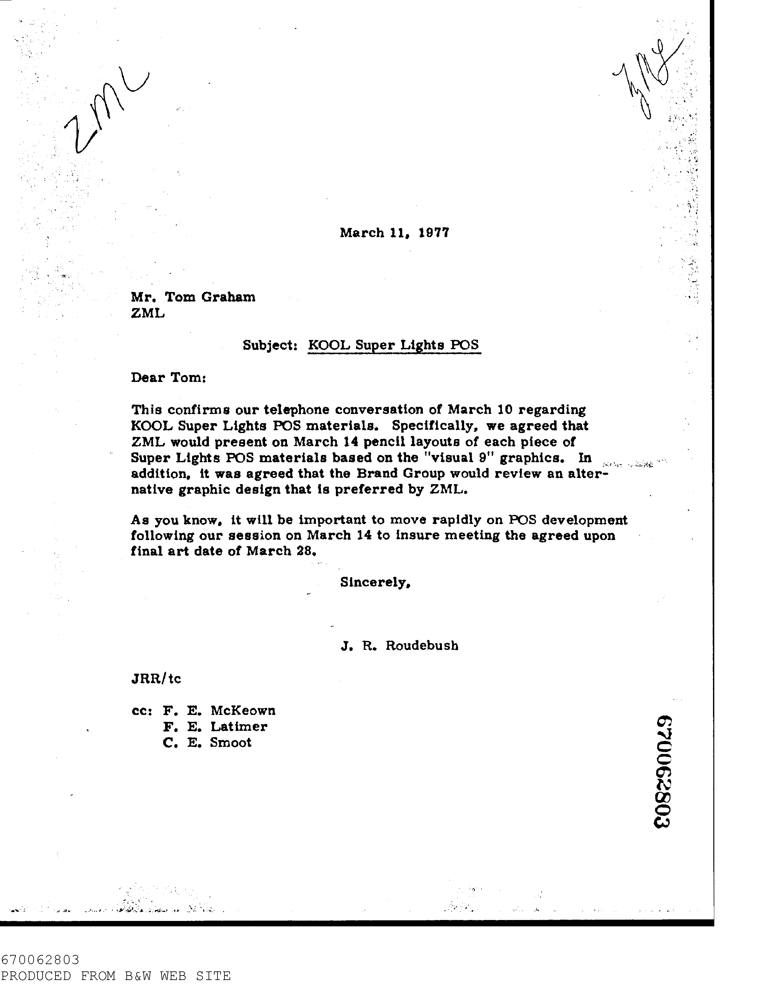 ZML
ZML
March 11, 1977
Mr. Tom Graham
ZML
Subject: KOOL Super Lights POS
Dear Tom:
This confirms our telephone conversation of March 10 regarding
KOOL Super Lights POS materials. Specifically, we agreed that
ZML would present on March 14 pencil layouts of each piece of
Super Lights POS materials based on the "visual 9" graphics. In
addition, it was agreed that the Brand Group would review an alter-
native graphic design that is preferred by ZML.
As you know, it will be important to move rapidly on POS development
following our session on March 14 to insure meeting the agreed upon
final art date of March 28.
Sincerely,
J. R. Roudebush
JRR/tc
cc: F. E. McKeown
F. E. Latimer
C. E. Smoot
670062803
670062803
PRODUCED FROM B&W WEB SITE